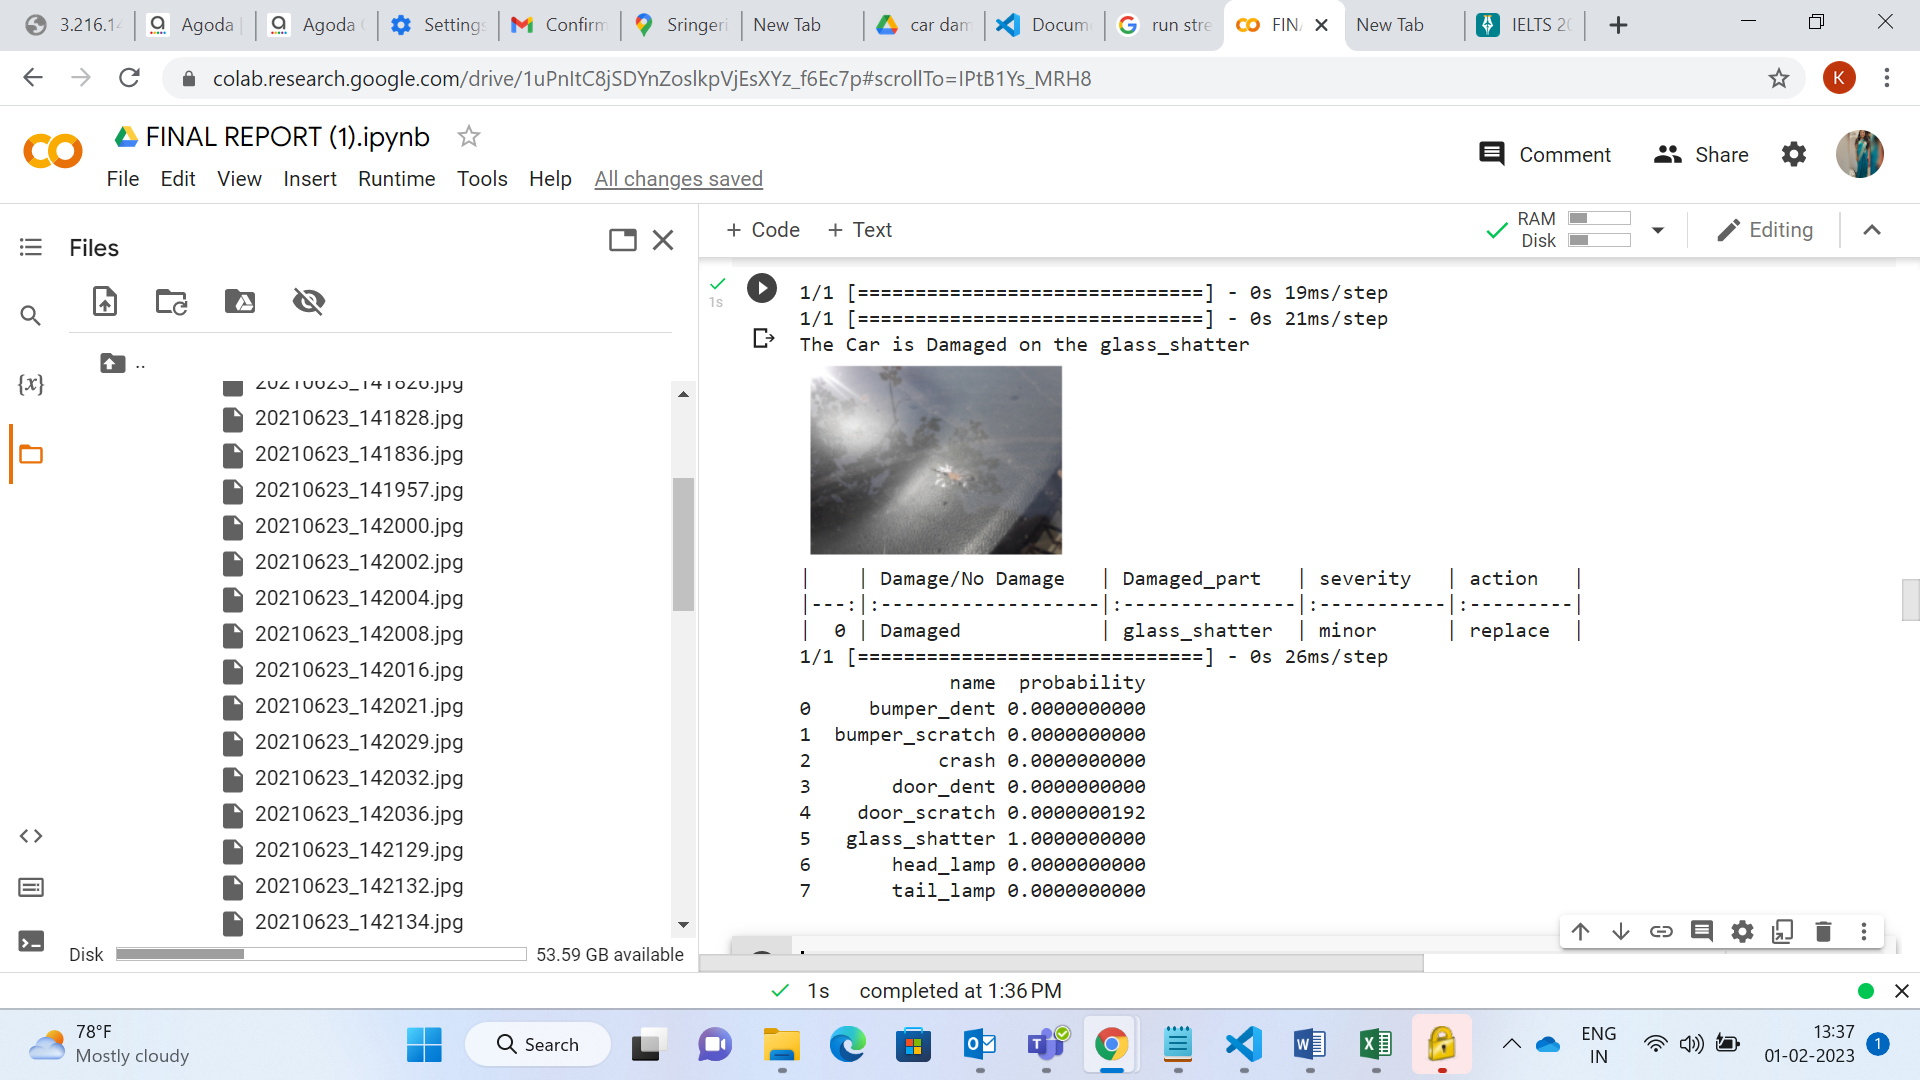 3.216.14
Agoda
Agoda
Settings
Confirm
Sringeri
New Tab
car dam
Docum
run stre
FIN
New Tab
IELTS 20
colab.research.google.com/drive/1uPnItC8jSDYnZoslkpVjEsXYz_f6Ec7p#scrollTo=IPtB1Ys_MRH8
K
FINAL REPORT (1).ipynb
File Edit View Insert Runtime Tools Help All changes saved
Comment
Share
Files
+ Code + Text
RAM
Disk
Editing
..
20210623_141826.jpg
20210623_141828.jpg
20210623_141836.jpg
20210623_141957.jpg
20210623_142000.jpg
20210623_142002.jpg
20210623_142004.jpg
20210623_142008.jpg
20210623_142016.jpg
20210623_142021.jpg
20210623_142029.jpg
20210623_142032.jpg
20210623_142036.jpg
20210623_142129.jpg
20210623_142132.jpg
20210623_142134.jpg
Disk 53.59 GB available
1s
1/1 [==============================] - 0s 19ms/step
1/1 [==============================] - 0s 21ms/step
The Car is Damaged on the glass_shatter
| | Damage/No Damage | Damaged_part | severity | action |
|---:|:-------------------|:---------------|:-----------|:---------|
| 0 | Damaged | glass_shatter | minor | replace |
1/1 [==============================] - 0s 26ms/step
name probability
0 bumper_dent 0.0000000000
1 bumper_scratch 0.0000000000
2 crash 0.0000000000
3 door_dent 0.0000000000
4 door_scratch 0.0000000192
5 glass_shatter 1.0000000000
6 head_lamp 0.0000000000
7 tail_lamp 0.0000000000
1s completed at 1:36 PM
78°F
Mostly cloudy
Search
ENG
IN
13:37
01-02-2023
1